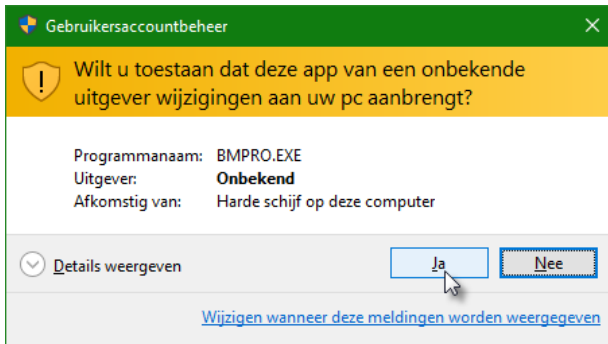 Gebruikersaccountbeheer
Wilt u toestaan dat deze app van een onbekende
uitgever wijzigingen aan uw pc aanbrengt?
Programmanaam: BMPRO.EXE
Uitgever: Onbekend
Afkomstig van: Harde schijf op deze computer
Details weergeven Ja Nee
Wijzigen wanneer deze meldingen worden weergegeven